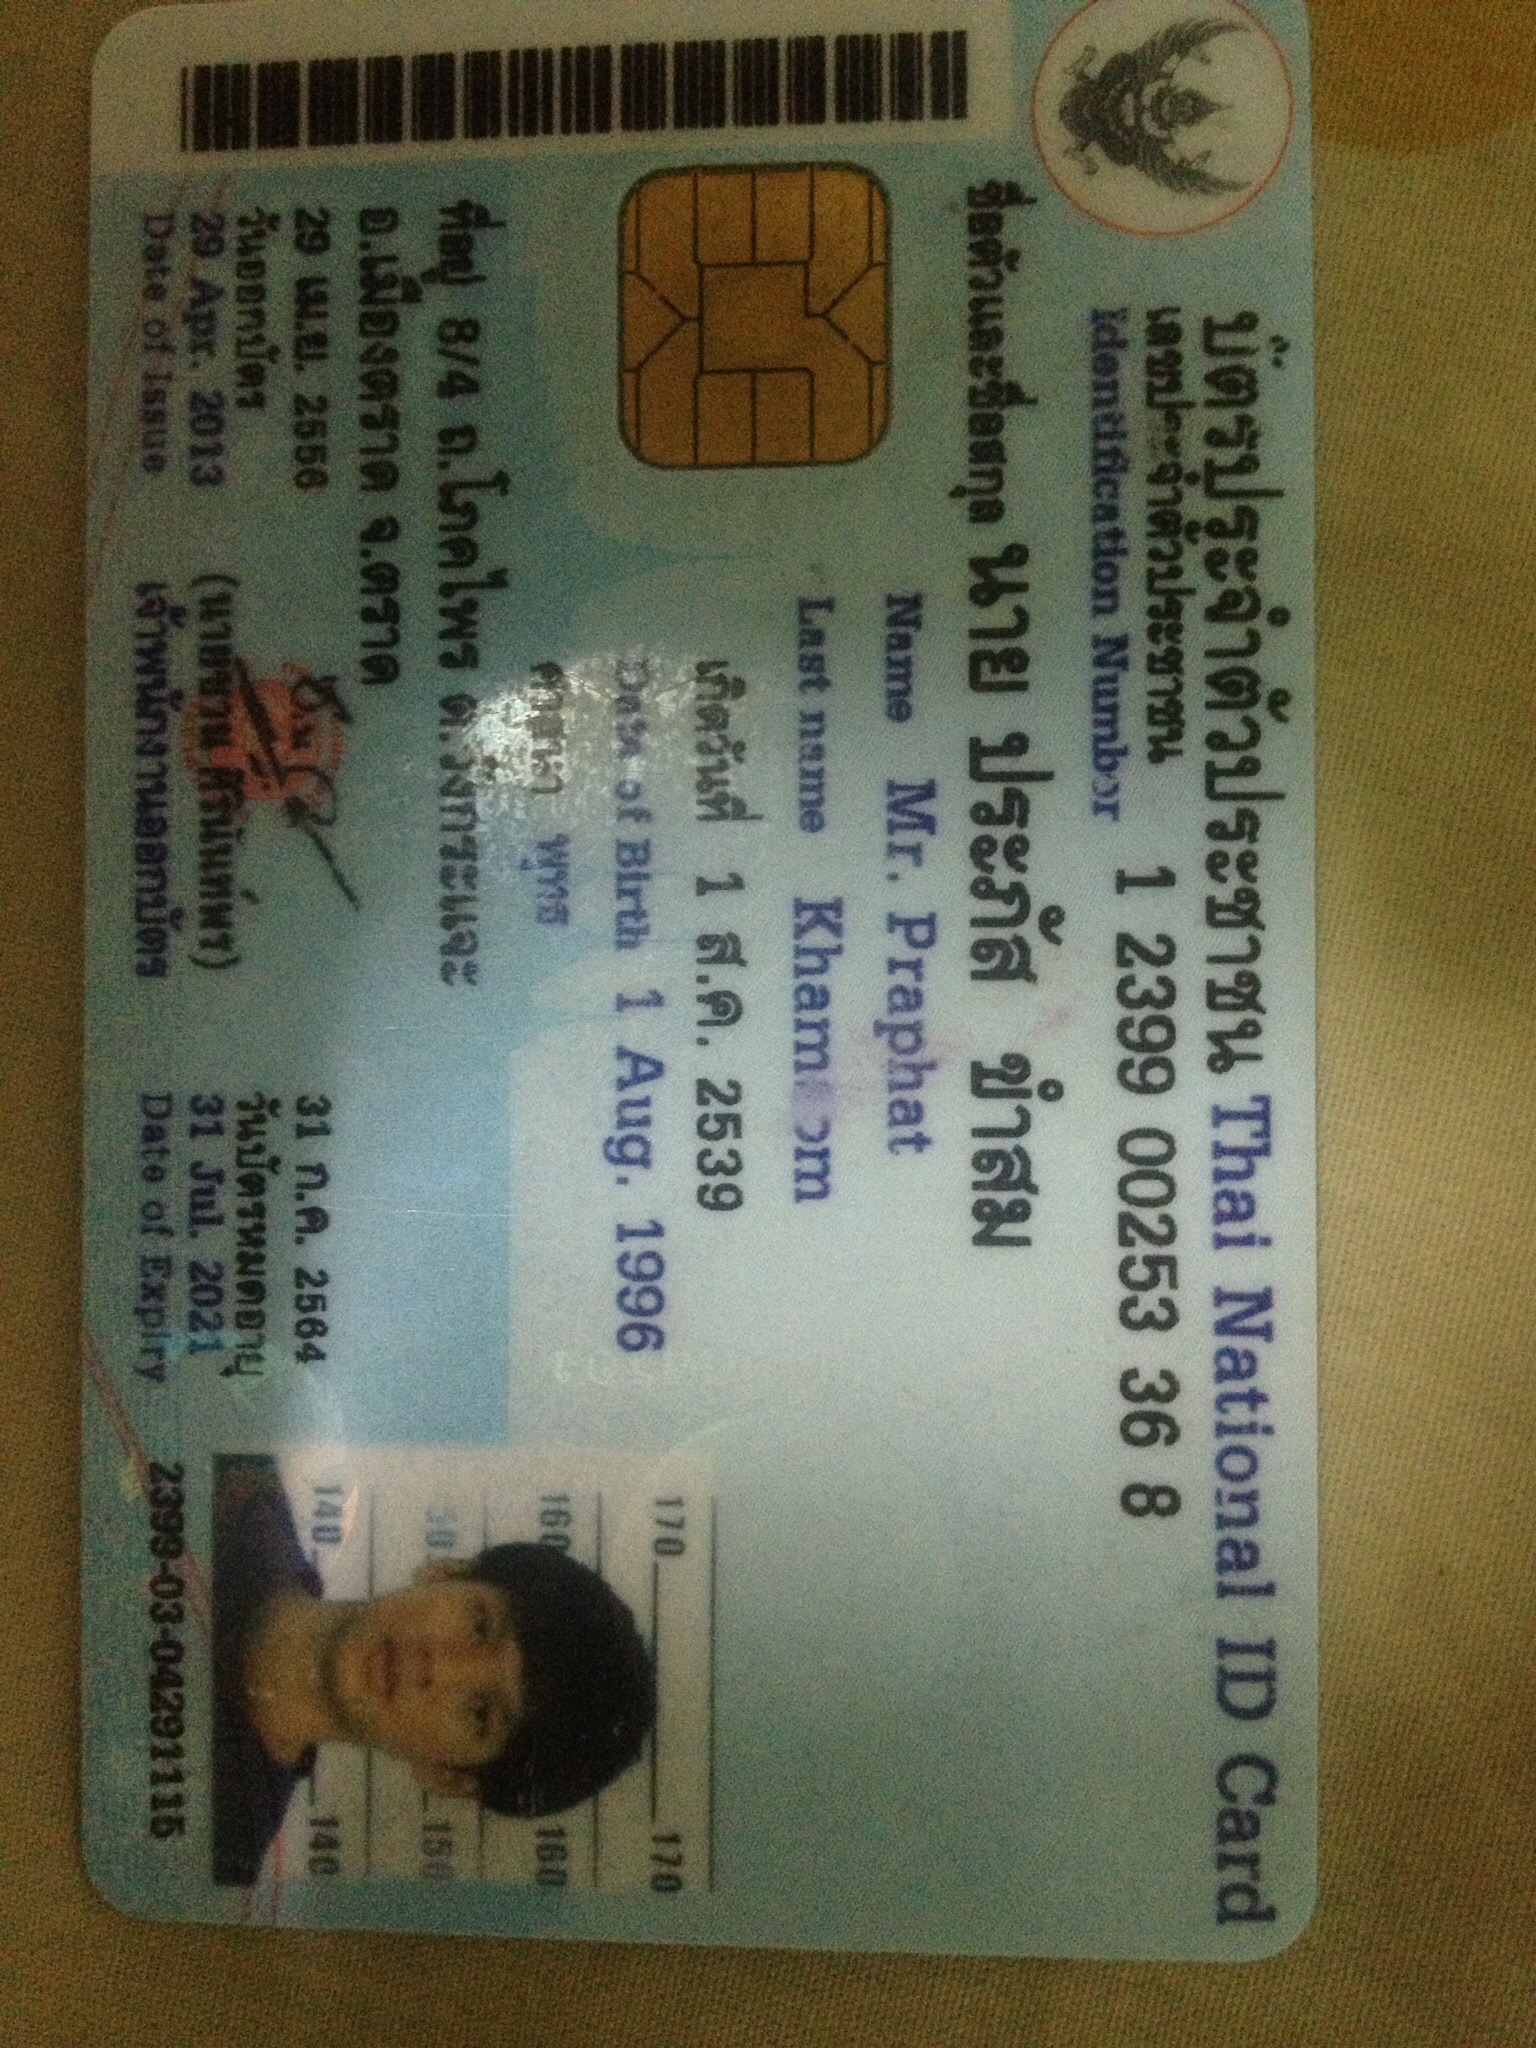 บัตรประจำตัวประชาชน Thai National ID Card
เลขประจำตัวประชาชน 1 2399 00253 36 8
Identification Number
ชื่อตัวและชื่อสกุล นาย ประภัส ขำสม
Name Mr. Praphat
Last name
เกิดวันที่ 1 ส.ค. 2539
Date of Birth 1 Aug. 1996
ศาสนา พุทธ
ที่อยู่ 8/4 ถ.โภคไพร ต.วังกระแจะ
อ.เมืองตราด จ.ตราด
29 เม.ย. 2556
วันออกบัตร
29 Apr. 2013
Date of Issue
(นายชวน ศิรินันท์พร)
เจ้าพนักงานออกบัตร
31 ก.ค. 2564
วันบัตรหมดอายุ
31 Jul. 2021
Date of Expiry
170 170
160 160
150 150
140 140
2399-03-04291115